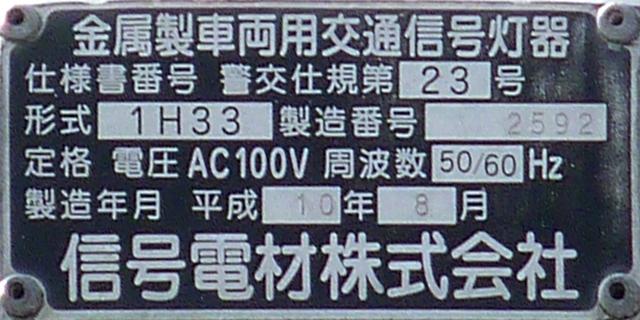 金属製車両用交通信号灯器
仕様書番号 警交仕規第 23 号
形式 1H33 製造番号 2592
定格 電圧 AC100V 周波数 50/60 Hz
製造年月 平成 10 年 8 月
信号電材株式会社